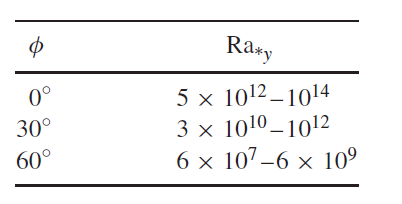 ϕ Ra*y
0° 5 × 10¹²–10¹⁴
30° 3 × 10¹⁰–10¹²
60° 6 × 10⁷–6 × 10⁹